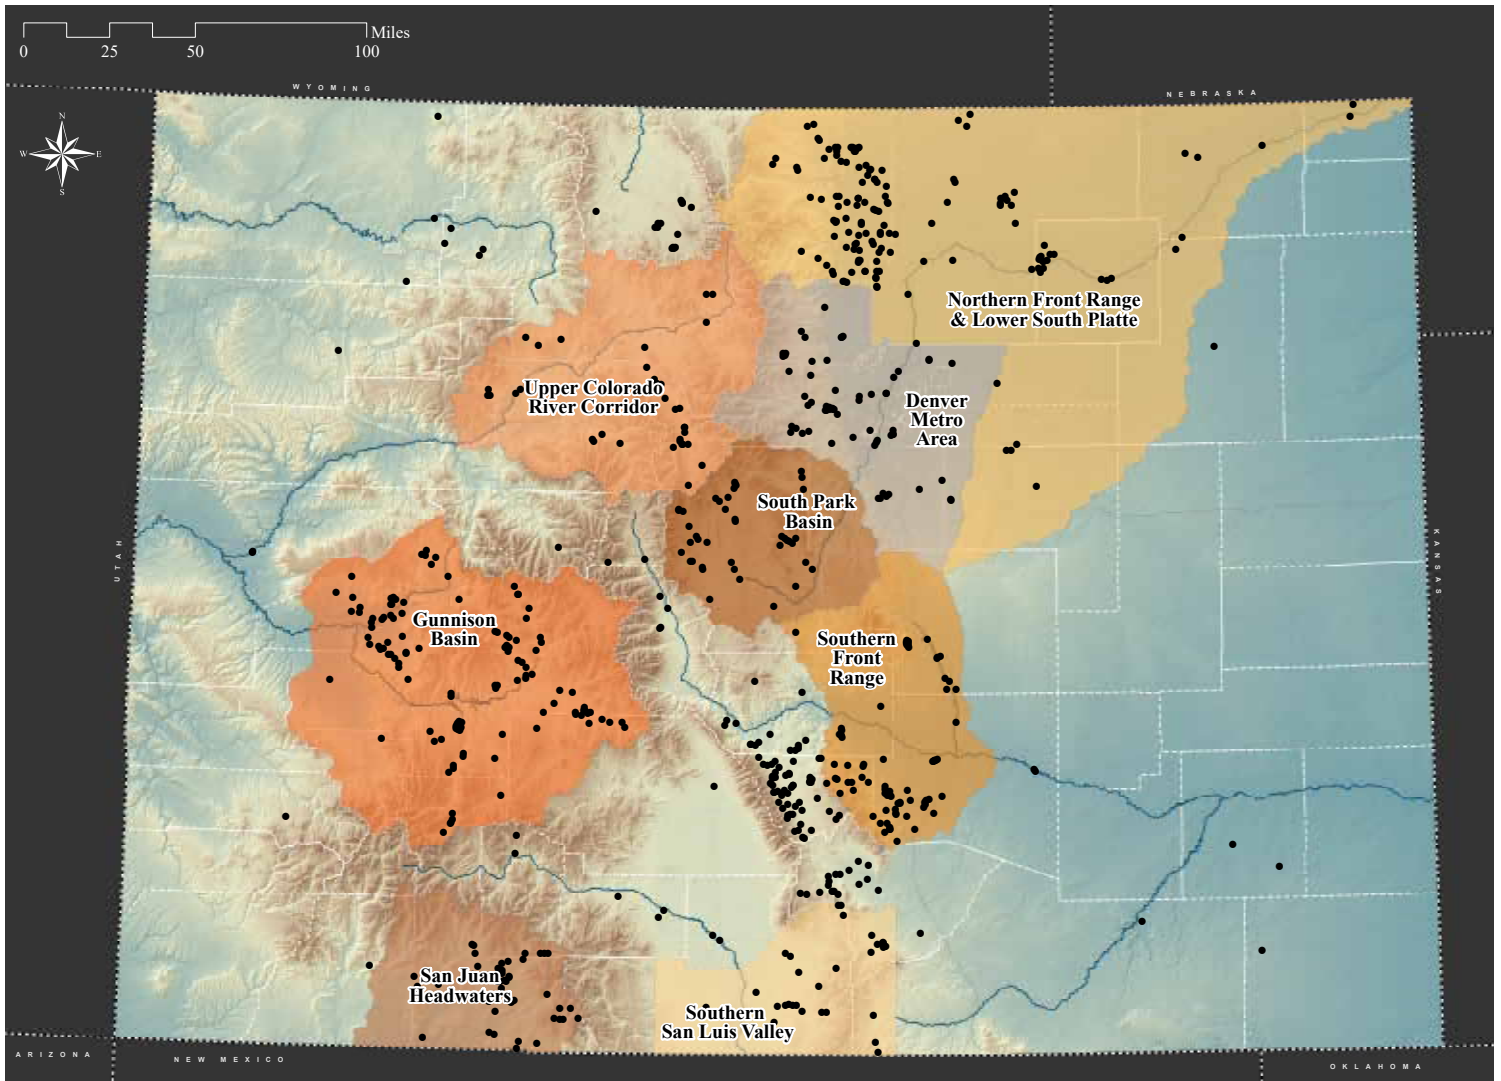 Miles
0 25 50 100
WYOMING
NEBRASKA
N
W E
S
Northern Front Range
& Lower South Platte
Upper Colorado
River Corridor
Denver
Metro
Area
South Park
Basin
UTAH
KANSAS
Gunnison
Basin
Southern
Front
Range
San Juan
Headwaters
Southern
San Luis Valley
ARIZONA
NEW MEXICO
OKLAHOMA